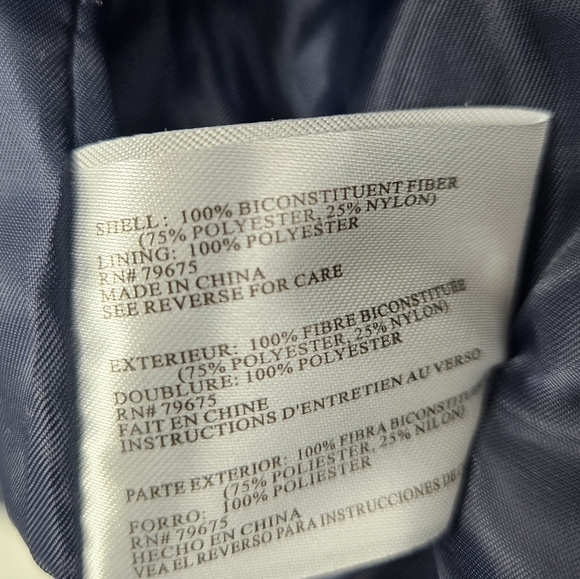 SHELL: 100% BICONSTITUENT FIBER
(75% POLYESTER, 25% NYLON)
LINING: 100% POLYESTER
RN# 79675
MADE IN CHINA
SEE REVERSE FOR CARE
EXTERIEUR: 100% FIBRE BICONSTITUÉE
(75% POLYESTER, 25% NYLON)
DOUBLURE: 100% POLYESTER
RN# 79675
FAIT EN CHINE
INSTRUCTIONS D'ENTRETIEN AU VERSO
PARTE EXTERIOR: 100% FIBRA
(75% POLIESTER, 25% NILON)
FORRO: 100% POLIESTER
RN# 79675
HECHO EN CHINA
VEA EL REVERSO PARA INSTRUCCIONES DE